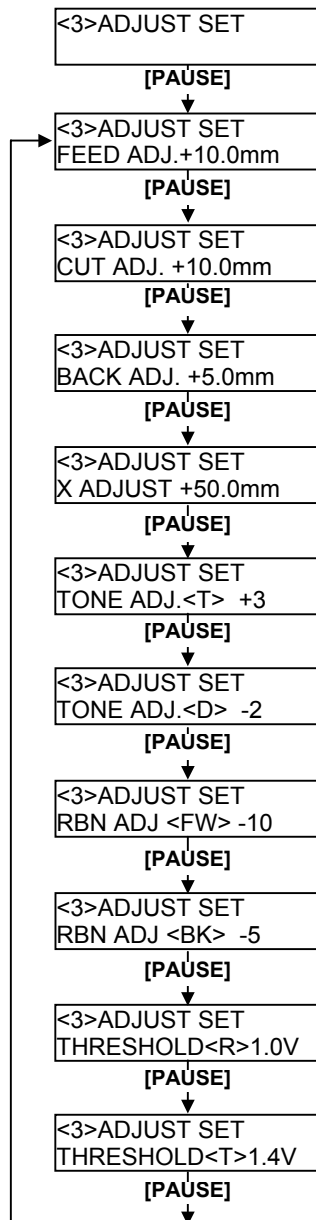 <3>ADJUST SET
[PAUSE]
<3>ADJUST SET
FEED ADJ.+10.0mm
[PAUSE]
<3>ADJUST SET
CUT ADJ. +10.0mm
[PAUSE]
<3>ADJUST SET
BACK ADJ. +5.0mm
[PAUSE]
<3>ADJUST SET
X ADJUST +50.0mm
[PAUSE]
<3>ADJUST SET
TONE ADJ.<T> +3
[PAUSE]
<3>ADJUST SET
TONE ADJ.<D> -2
[PAUSE]
<3>ADJUST SET
RBN ADJ <FW> -10
[PAUSE]
<3>ADJUST SET
RBN ADJ <BK> -5
[PAUSE]
<3>ADJUST SET
THRESHOLD<R>1.0V
[PAUSE]
<3>ADJUST SET
THRESHOLD<T>1.4V
[PAUSE]